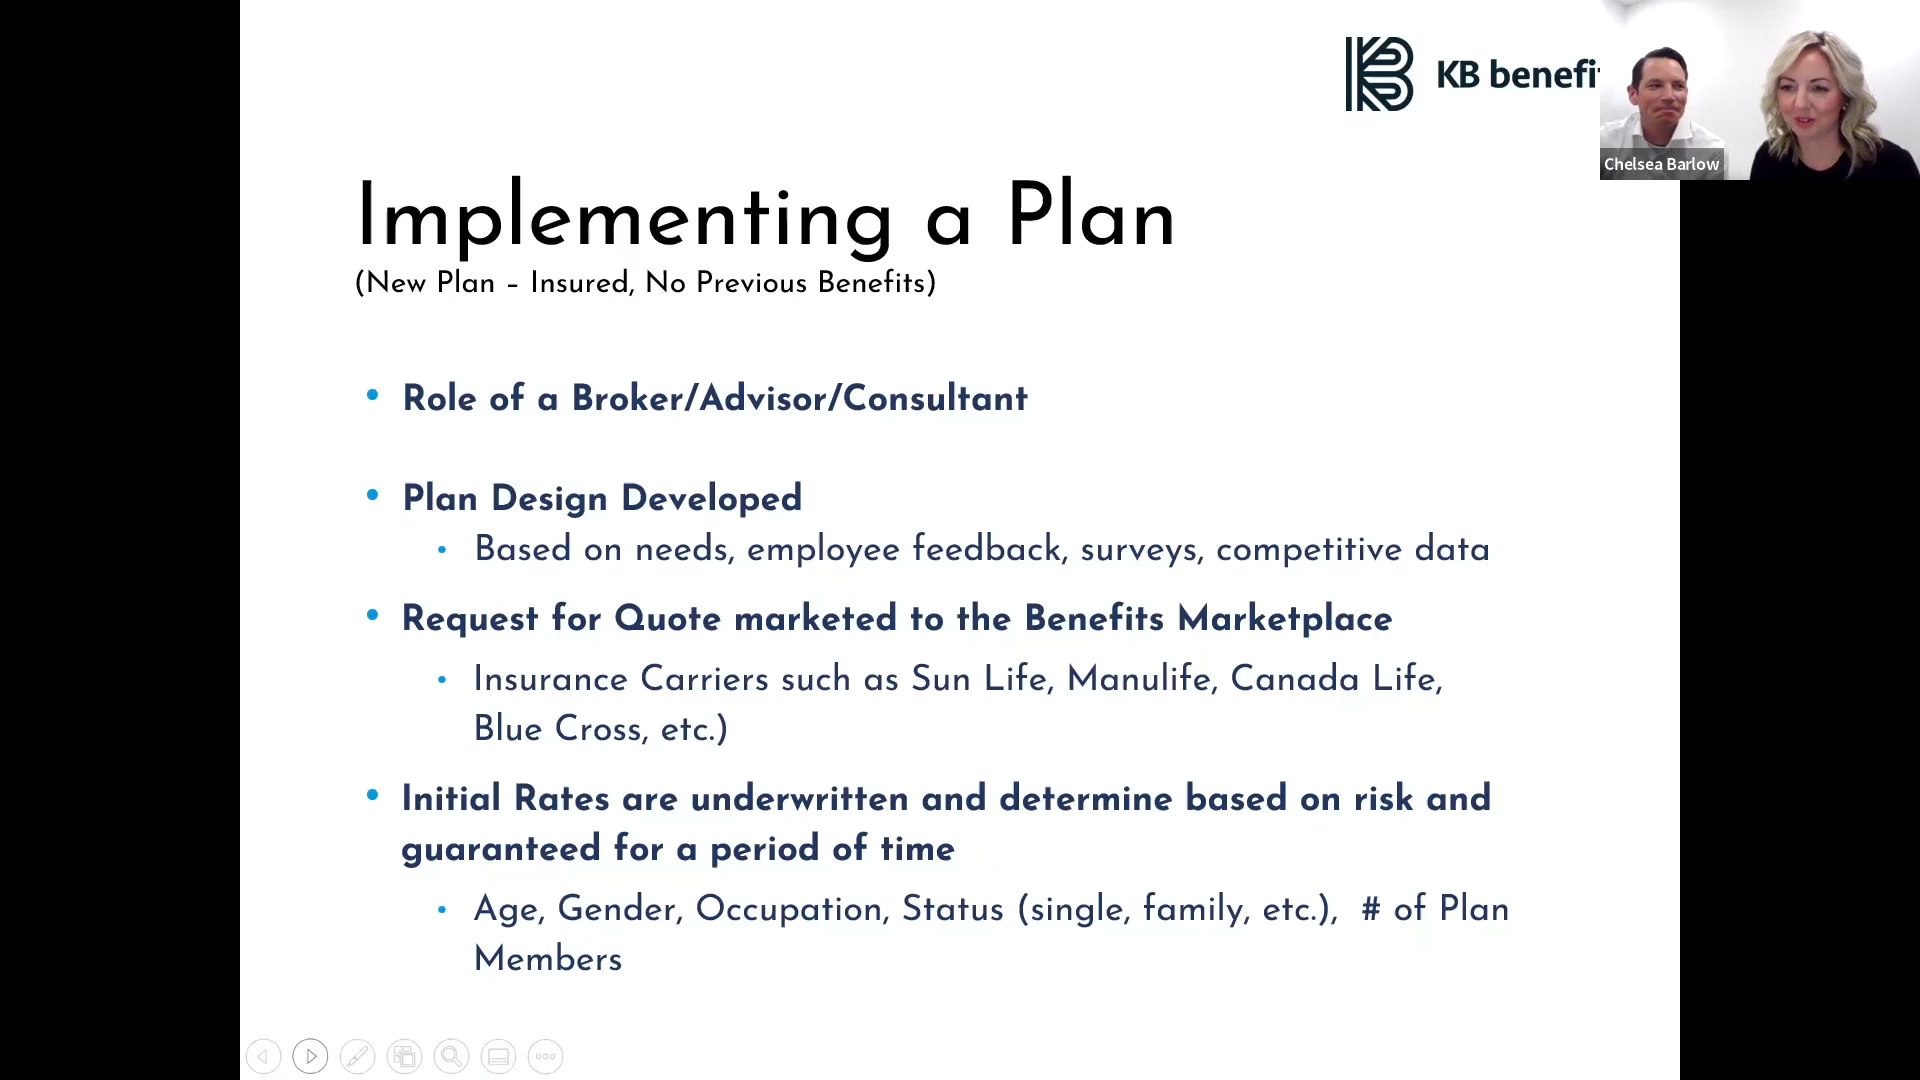 KB benefi
Chelsea Barlow
Implementing a Plan
(New Plan – Insured, No Previous Benefits)
• Role of a Broker/Advisor/Consultant
• Plan Design Developed
• Based on needs, employee feedback, surveys, competitive data
• Request for Quote marketed to the Benefits Marketplace
• Insurance Carriers such as Sun Life, Manulife, Canada Life,
Blue Cross, etc.)
• Initial Rates are underwritten and determine based on risk and
guaranteed for a period of time
• Age, Gender, Occupation, Status (single, family, etc.), # of Plan
Members